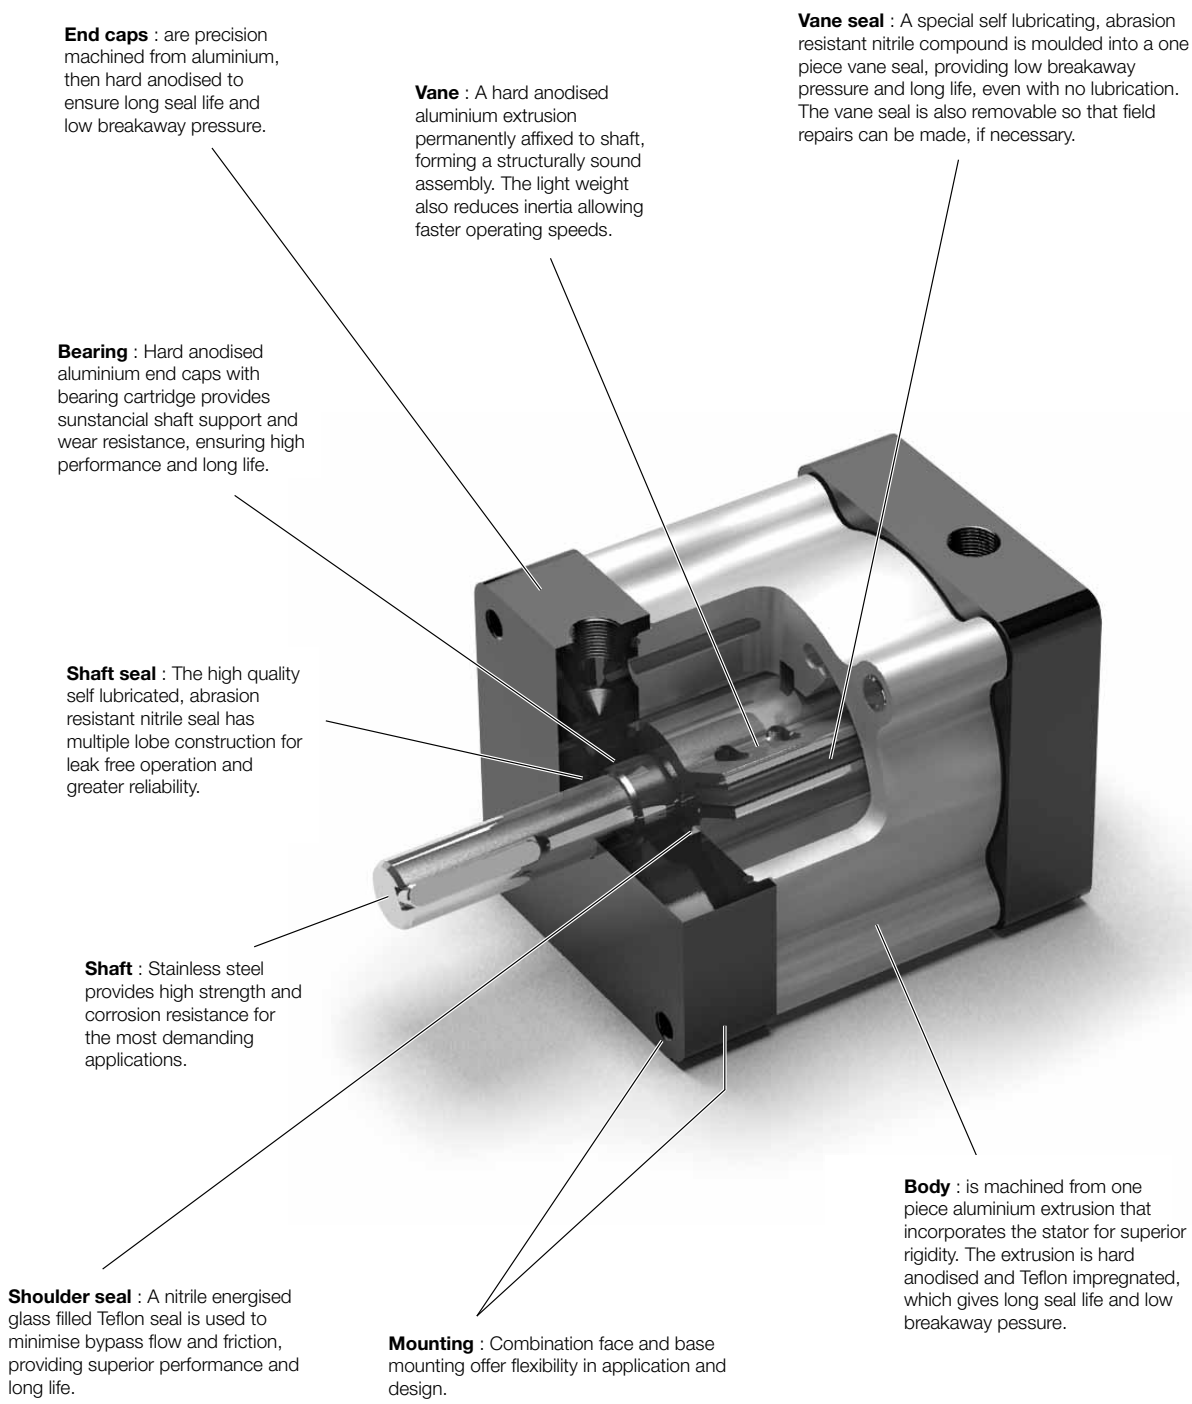 End caps : are precision
machined from aluminium,
then hard anodised to
ensure long seal life and
low breakaway pressure.
Vane : A hard anodised
aluminium extrusion
permanently affixed to shaft,
forming a structurally sound
assembly. The light weight
also reduces inertia allowing
faster operating speeds.
Vane seal : A special self lubricating, abrasion
resistant nitrile compound is moulded into a one
piece vane seal, providing low breakaway
pressure and long life, even with no lubrication.
The vane seal is also removable so that field
repairs can be made, if necessary.
Bearing : Hard anodised
aluminium end caps with
bearing cartridge provides
sunstancial shaft support and
wear resistance, ensuring high
performance and long life.
Shaft seal : The high quality
self lubricated, abrasion
resistant nitrile seal has
multiple lobe construction for
leak free operation and
greater reliability.
Shaft : Stainless steel
provides high strength and
corrosion resistance for
the most demanding
applications.
Shoulder seal : A nitrile energised
glass filled Teflon seal is used to
minimise bypass flow and friction,
providing superior performance and
long life.
Mounting : Combination face and base
mounting offer flexibility in application and
design.
Body : is machined from one
piece aluminium extrusion that
incorporates the stator for superior
rigidity. The extrusion is hard
anodised and Teflon impregnated,
which gives long seal life and low
breakaway pessure.